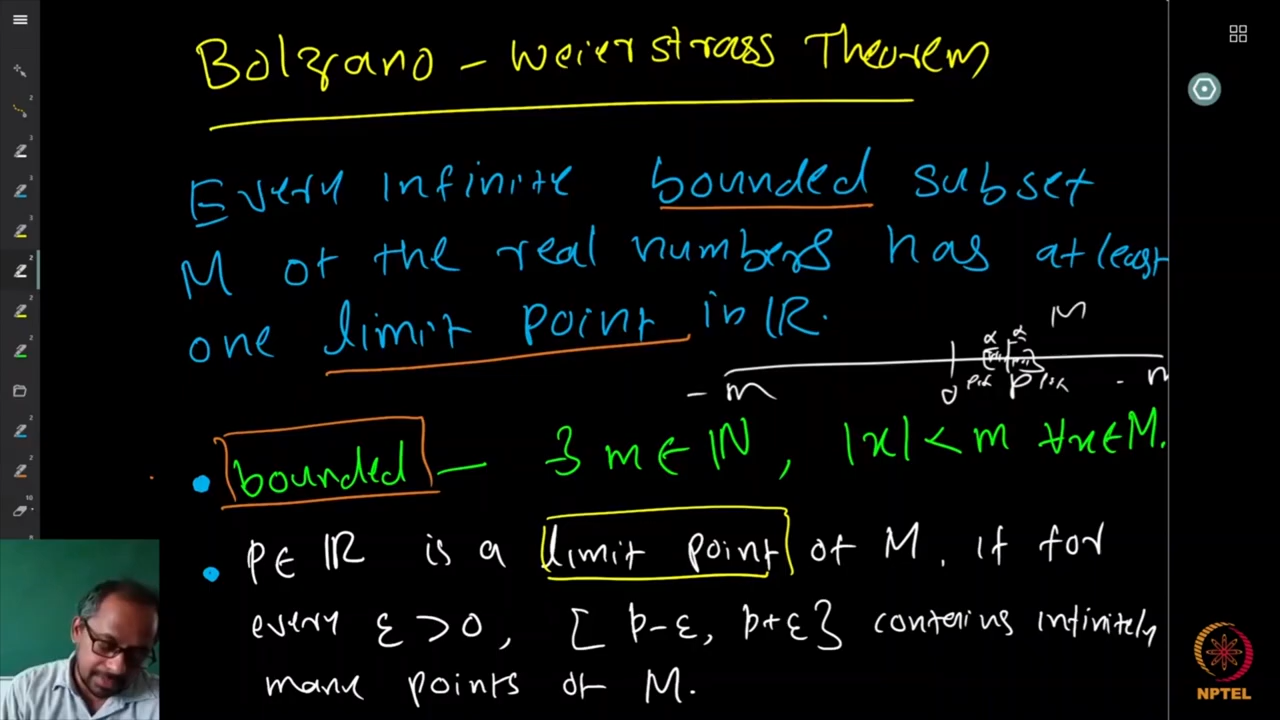 Bolzano - Weierstrass Theorem
Every infinite bounded subset
M of the real numbers has atleast
one limit point in ℝ.
M
α α
-m 0 p
• bounded — ∃ m ∈ ℕ, |x| < m ∀x∈M.
• p∈ ℝ is a limit point of M, if for
every ε > 0, [p-ε, p+ε] contains infinitely
many points of M.
NPTEL